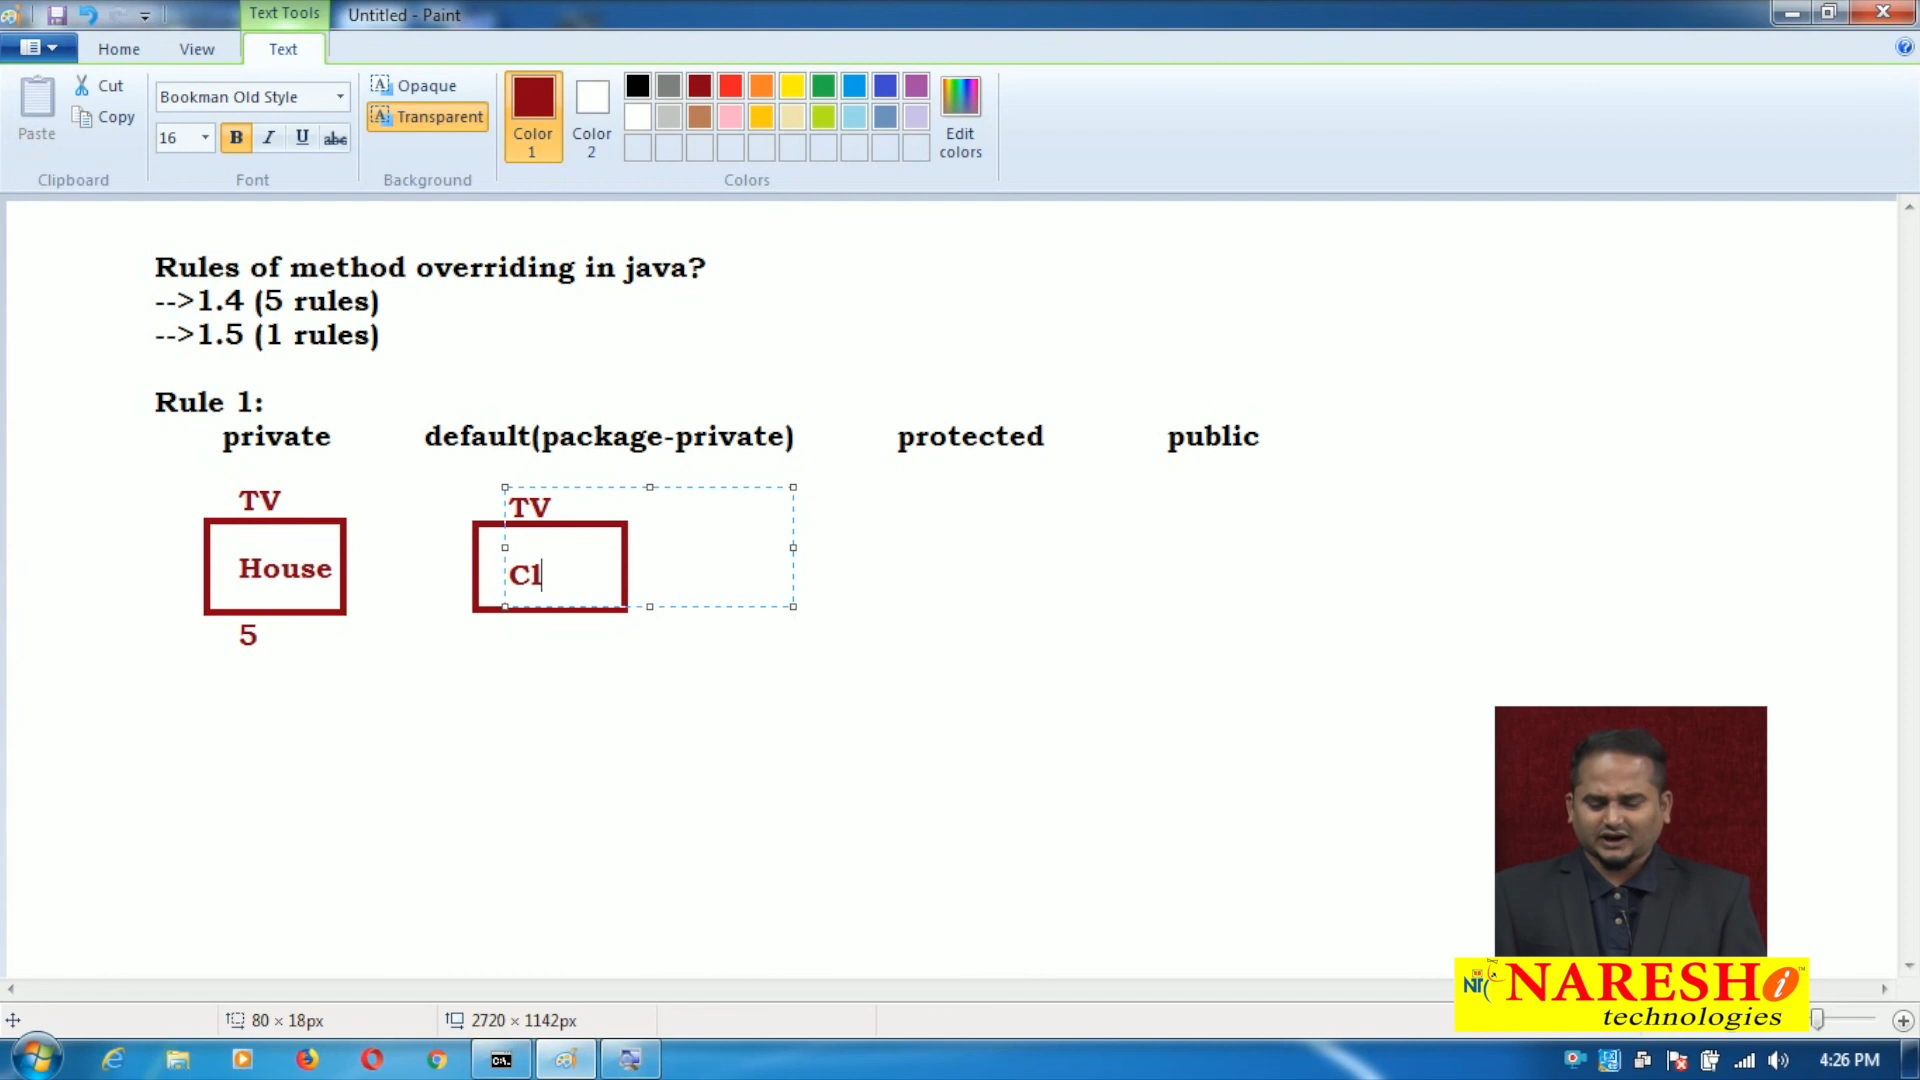 Text Tools
Untitled - Paint
Home
View
Text
Paste
Cut
Copy
Clipboard
Bookman Old Style
16
B
I
U
abc
Font
Opaque
Transparent
Background
Color
1
Color
2
Edit
colors
Colors
Rules of method overriding in java?
-->1.4 (5 rules)
-->1.5 (1 rules)
Rule 1:
private default(package-private) protected public
TV
House
5
TV
Cl
NARESH i
technologies
80 × 18px
2720 × 1142px
4:26 PM